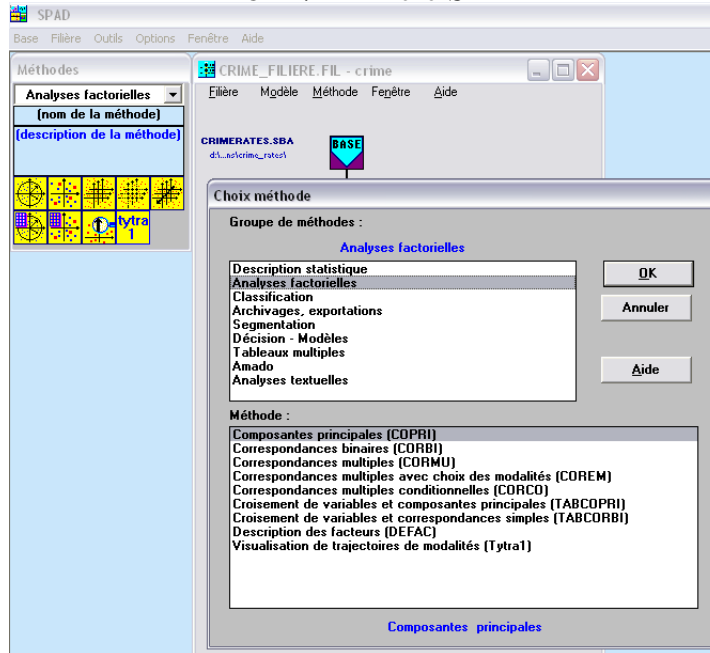 SPAD
Base Filière Outils Options Fenêtre Aide
Méthodes
Analyses factorielles
(nom de la méthode)
(description de la méthode)
tytra
1
CRIME_FILIERE.FIL - crime
Filière Modèle Méthode Fenêtre Aide
CRIMERATES.SBA
d:\...ns\crime_rates\
BASE
Choix méthode
Groupe de méthodes :
Analyses factorielles
Description statistique
Analyses factorielles
Classification
Archivages, exportations
Segmentation
Décision - Modèles
Tableaux multiples
Amado
Analyses textuelles
OK
Annuler
Aide
Méthode :
Composantes principales (COPRI)
Correspondances binaires (CORBI)
Correspondances multiples (CORMU)
Correspondances multiples avec choix des modalités (COREM)
Correspondances multiples conditionnelles (CORCO)
Croisement de variables et composantes principales (TABCOPRI)
Croisement de variables et correspondances simples (TABCORBI)
Description des facteurs (DEFAC)
Visualisation de trajectoires de modalités (Tytra1)
Composantes principales